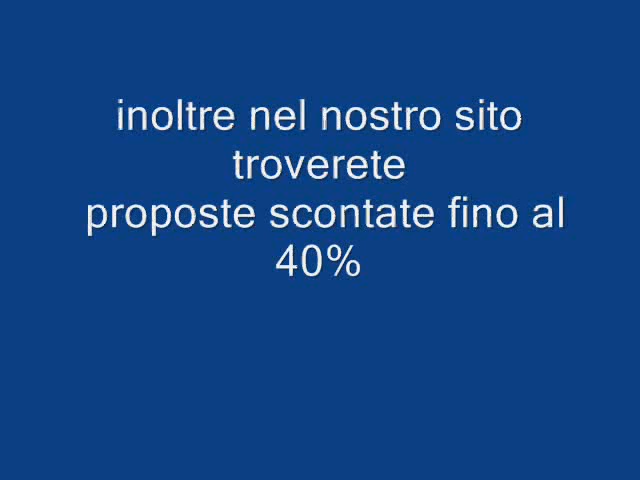 inoltre nel nostro sito
troverete
proposte scontate fino al
40%